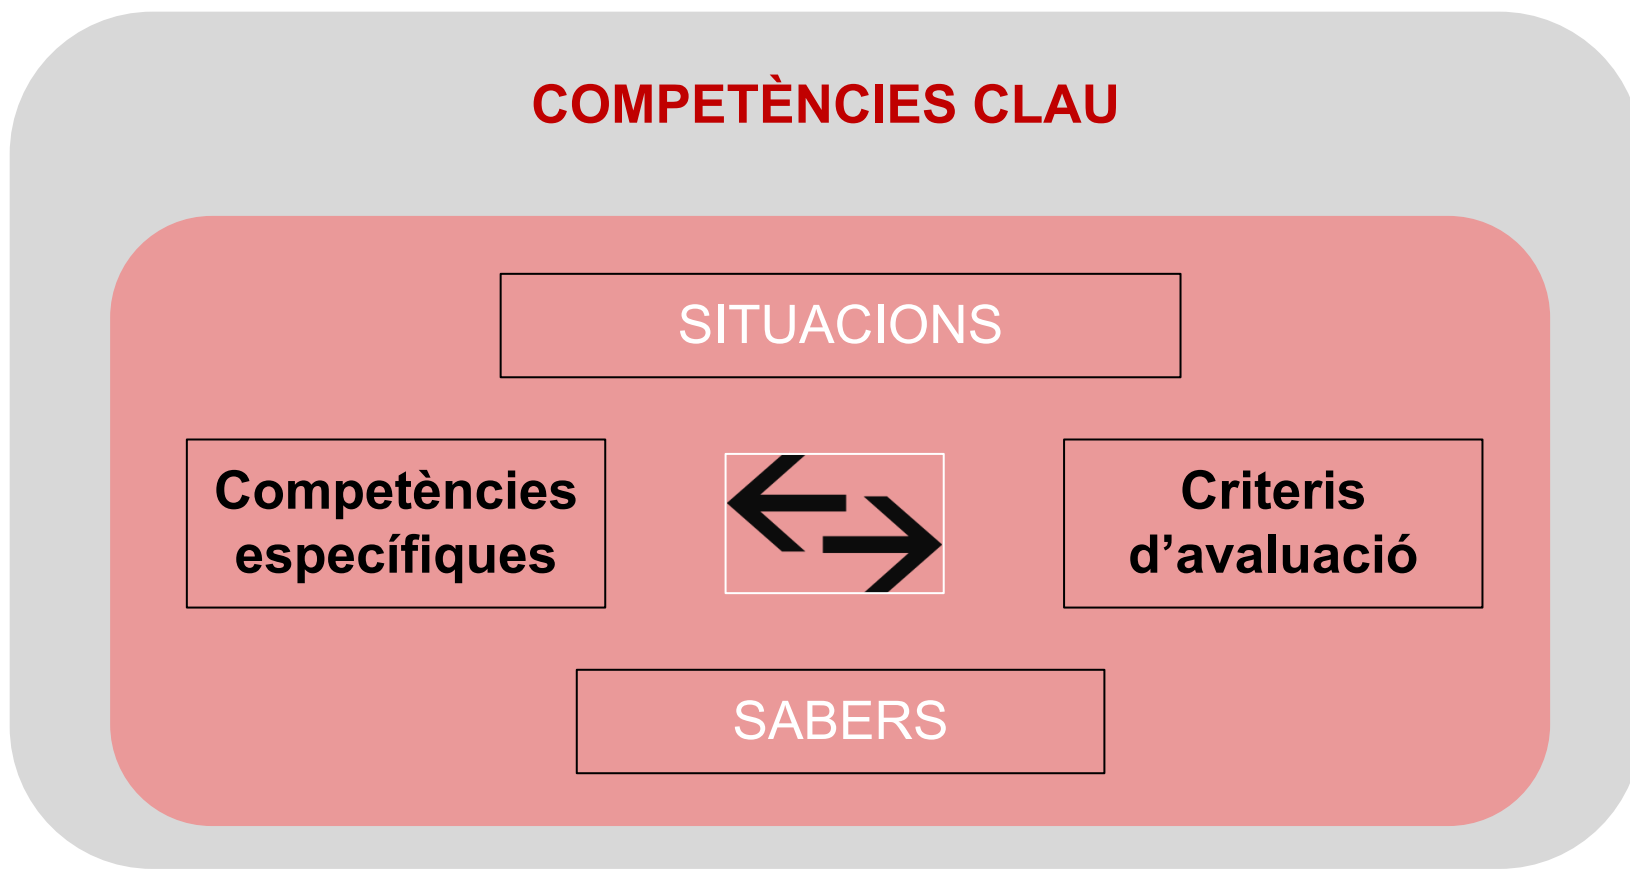 COMPETÈNCIES CLAU
SITUACIONS
Competències
específiques
Criteris
d’avaluació
SABERS